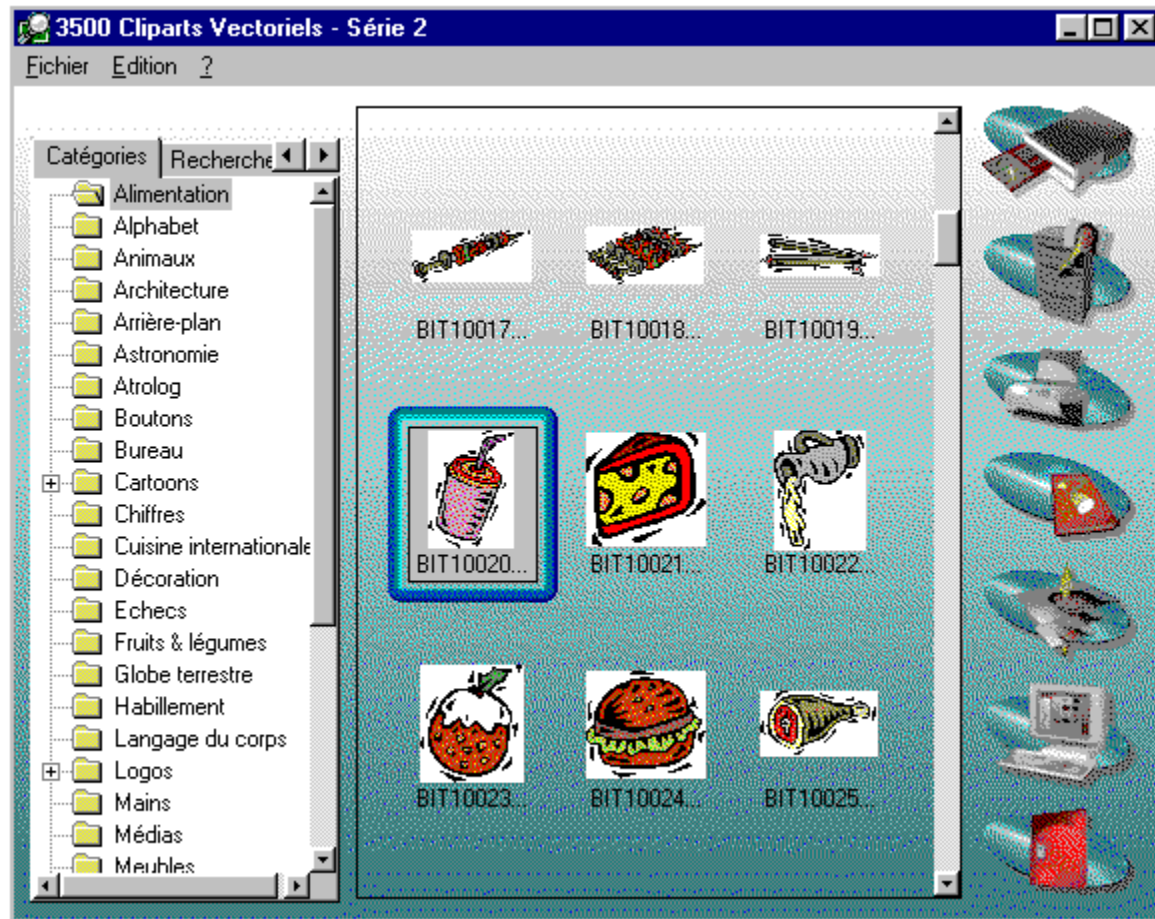 3500 Cliparts Vectoriels - Série 2
Fichier Edition ?
Catégories Recherche
Alimentation
Alphabet
Animaux
Architecture
Arrière-plan
Astronomie
Atrolog
Boutons
Bureau
Cartoons
Chiffres
Cuisine internationale
Décoration
Echecs
Fruits & légumes
Globe terrestre
Habillement
Langage du corps
Logos
Mains
Médias
Meubles
BIT10017... BIT10018... BIT10019...
BIT10020... BIT10021... BIT10022...
BIT10023... BIT10024... BIT10025...